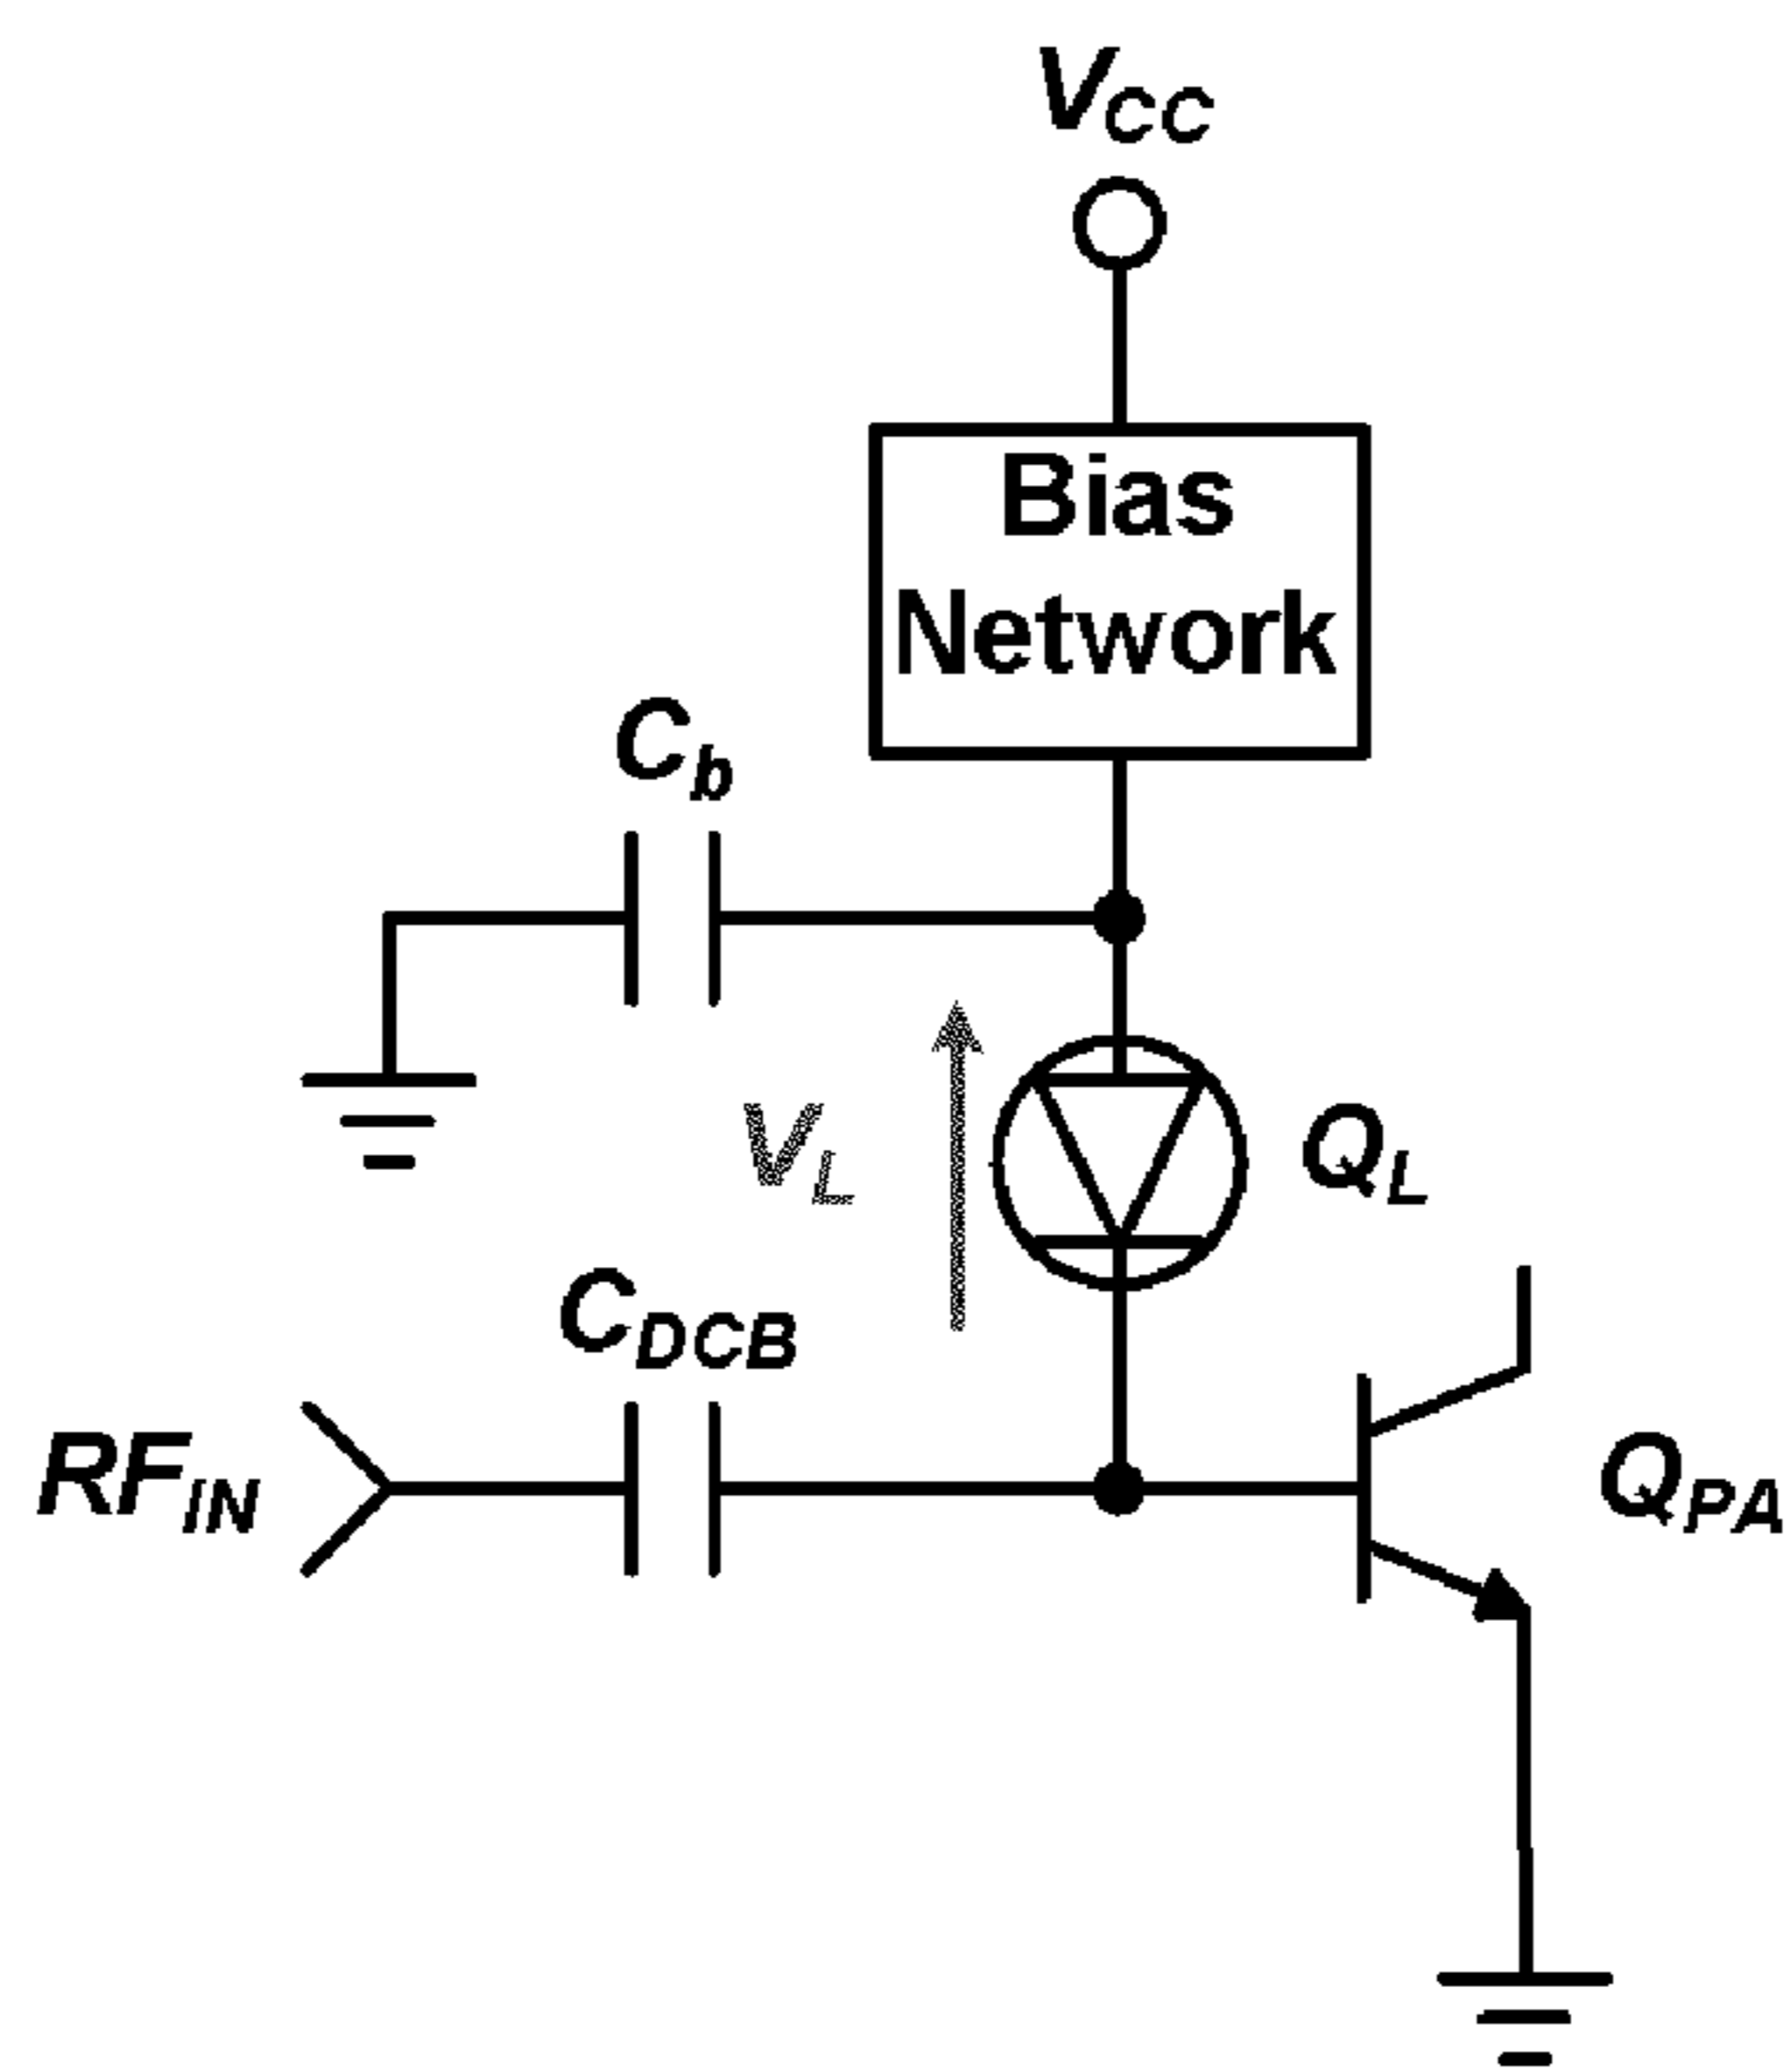 VCC
Bias
Network
Cb
VL
QL
CDCB
RFIN
QPA